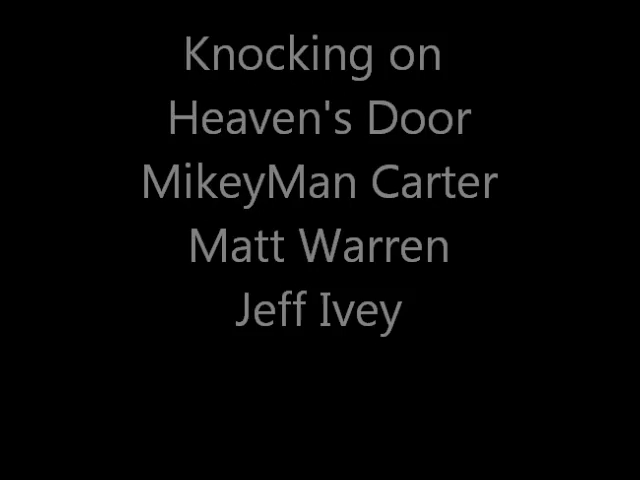 Knocking on
Heaven's Door
MikeyMan Carter
Matt Warren
Jeff Ivey